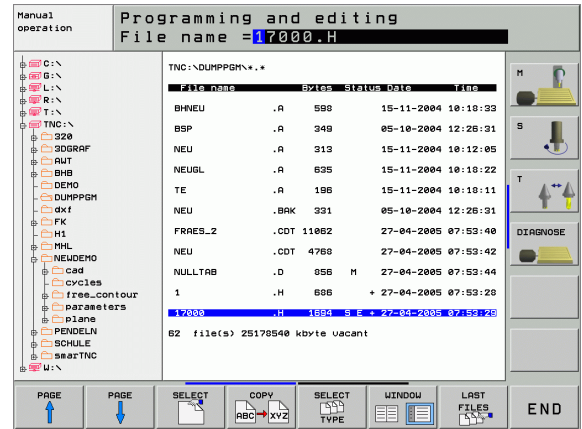 Manual
operation
Programming and editing
File name =17000.H
C:\
G:\
L:\
R:\
T:\
TNC:\
320
3DGRAF
AWT
BHB
DEMO
DUMPPGM
dxf
FK
H1
MHL
NEWDEMO
cad
cycles
free_contour
parameters
plane
PENDELN
SCHULE
smarTNC
W:\
TNC:\DUMPPGM\*.*
File name Bytes Status Date Time
BHNEU .A 598 15-11-2004 10:18:33
BSP .A 349 05-10-2004 12:26:31
NEU .A 313 15-11-2004 10:12:05
NEUGL .A 635 15-11-2004 10:18:22
TE .A 196 15-11-2004 10:18:11
NEU .BAK 331 05-10-2004 12:26:31
FRAES_2 .CDT 11062 27-04-2005 07:53:40
NEU .CDT 4768 27-04-2005 07:53:42
NULLTAB .D 856 M 27-04-2005 07:53:44
1 .H 686 + 27-04-2005 07:53:28
17000 .H 1694 S E + 27-04-2005 07:53:29
62 file(s) 25178540 kbyte vacant
M
S
T
DIAGNOSE
PAGE
PAGE
SELECT
COPY
ABC XYZ
SELECT
TYPE
WINDOW
LAST
FILES
END